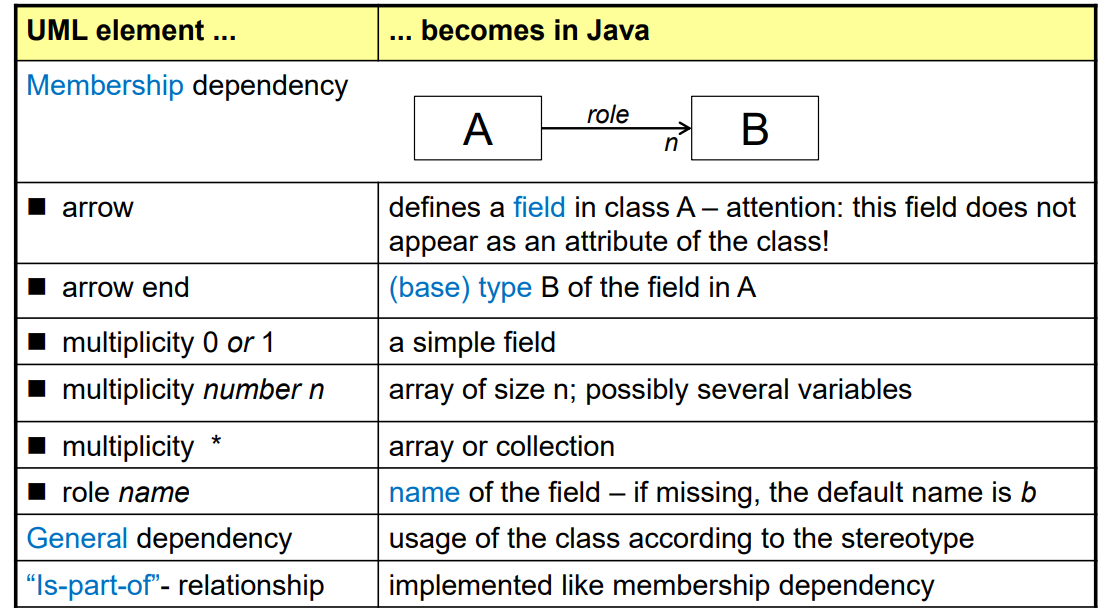 UML element ...
... becomes in Java
Membership dependency
A
role
n
B
■ arrow
defines a field in class A – attention: this field does not
appear as an attribute of the class!
■ arrow end
(base) type B of the field in A
■ multiplicity 0 or 1
a simple field
■ multiplicity number n
array of size n; possibly several variables
■ multiplicity *
array or collection
■ role name
name of the field – if missing, the default name is b
General dependency
usage of the class according to the stereotype
“Is-part-of”- relationship
implemented like membership dependency